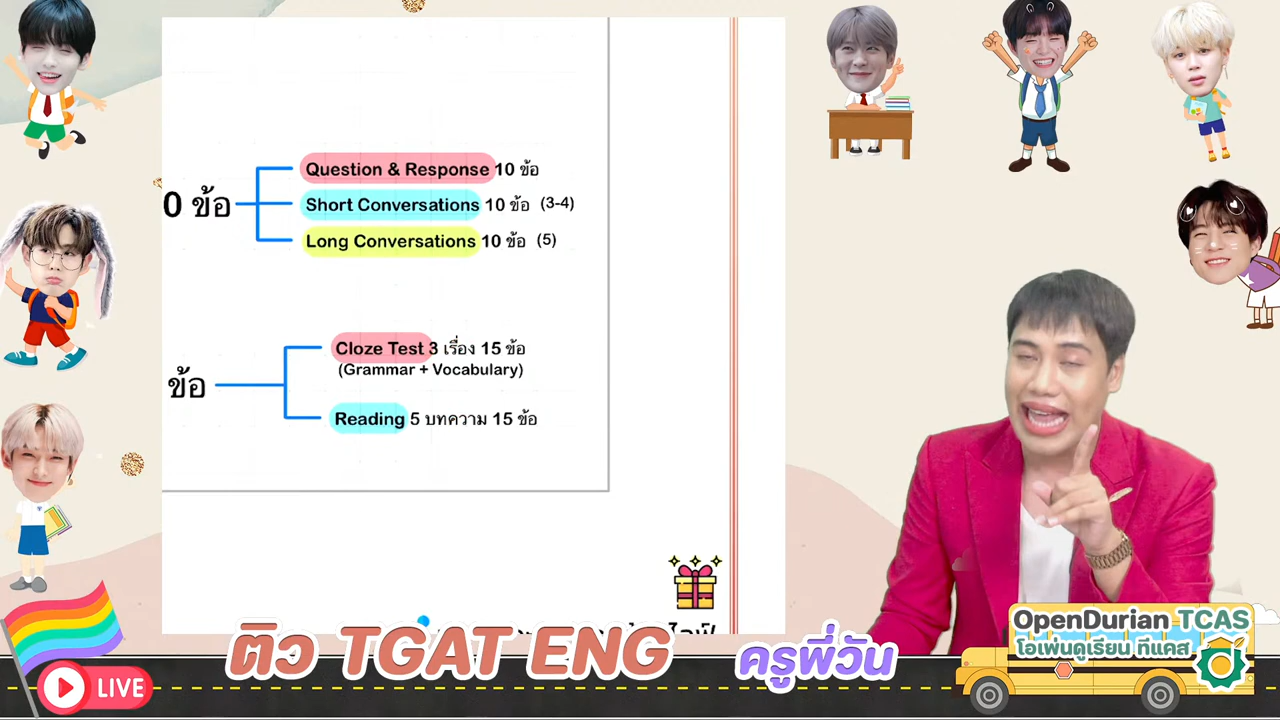 Question & Response 10 ข้อ
0 ข้อ
Short Conversations 10 ข้อ (3-4)
Long Conversations 10 ข้อ (5)
Cloze Test 3 เรื่อง 15 ข้อ
(Grammar + Vocabulary)
ข้อ
Reading 5 บทความ 15 ข้อ
ติว TGAT ENG
ครูพี่วัน
OpenDurian TCAS
โอเพ่นดูเรียน ทีแคส
LIVE